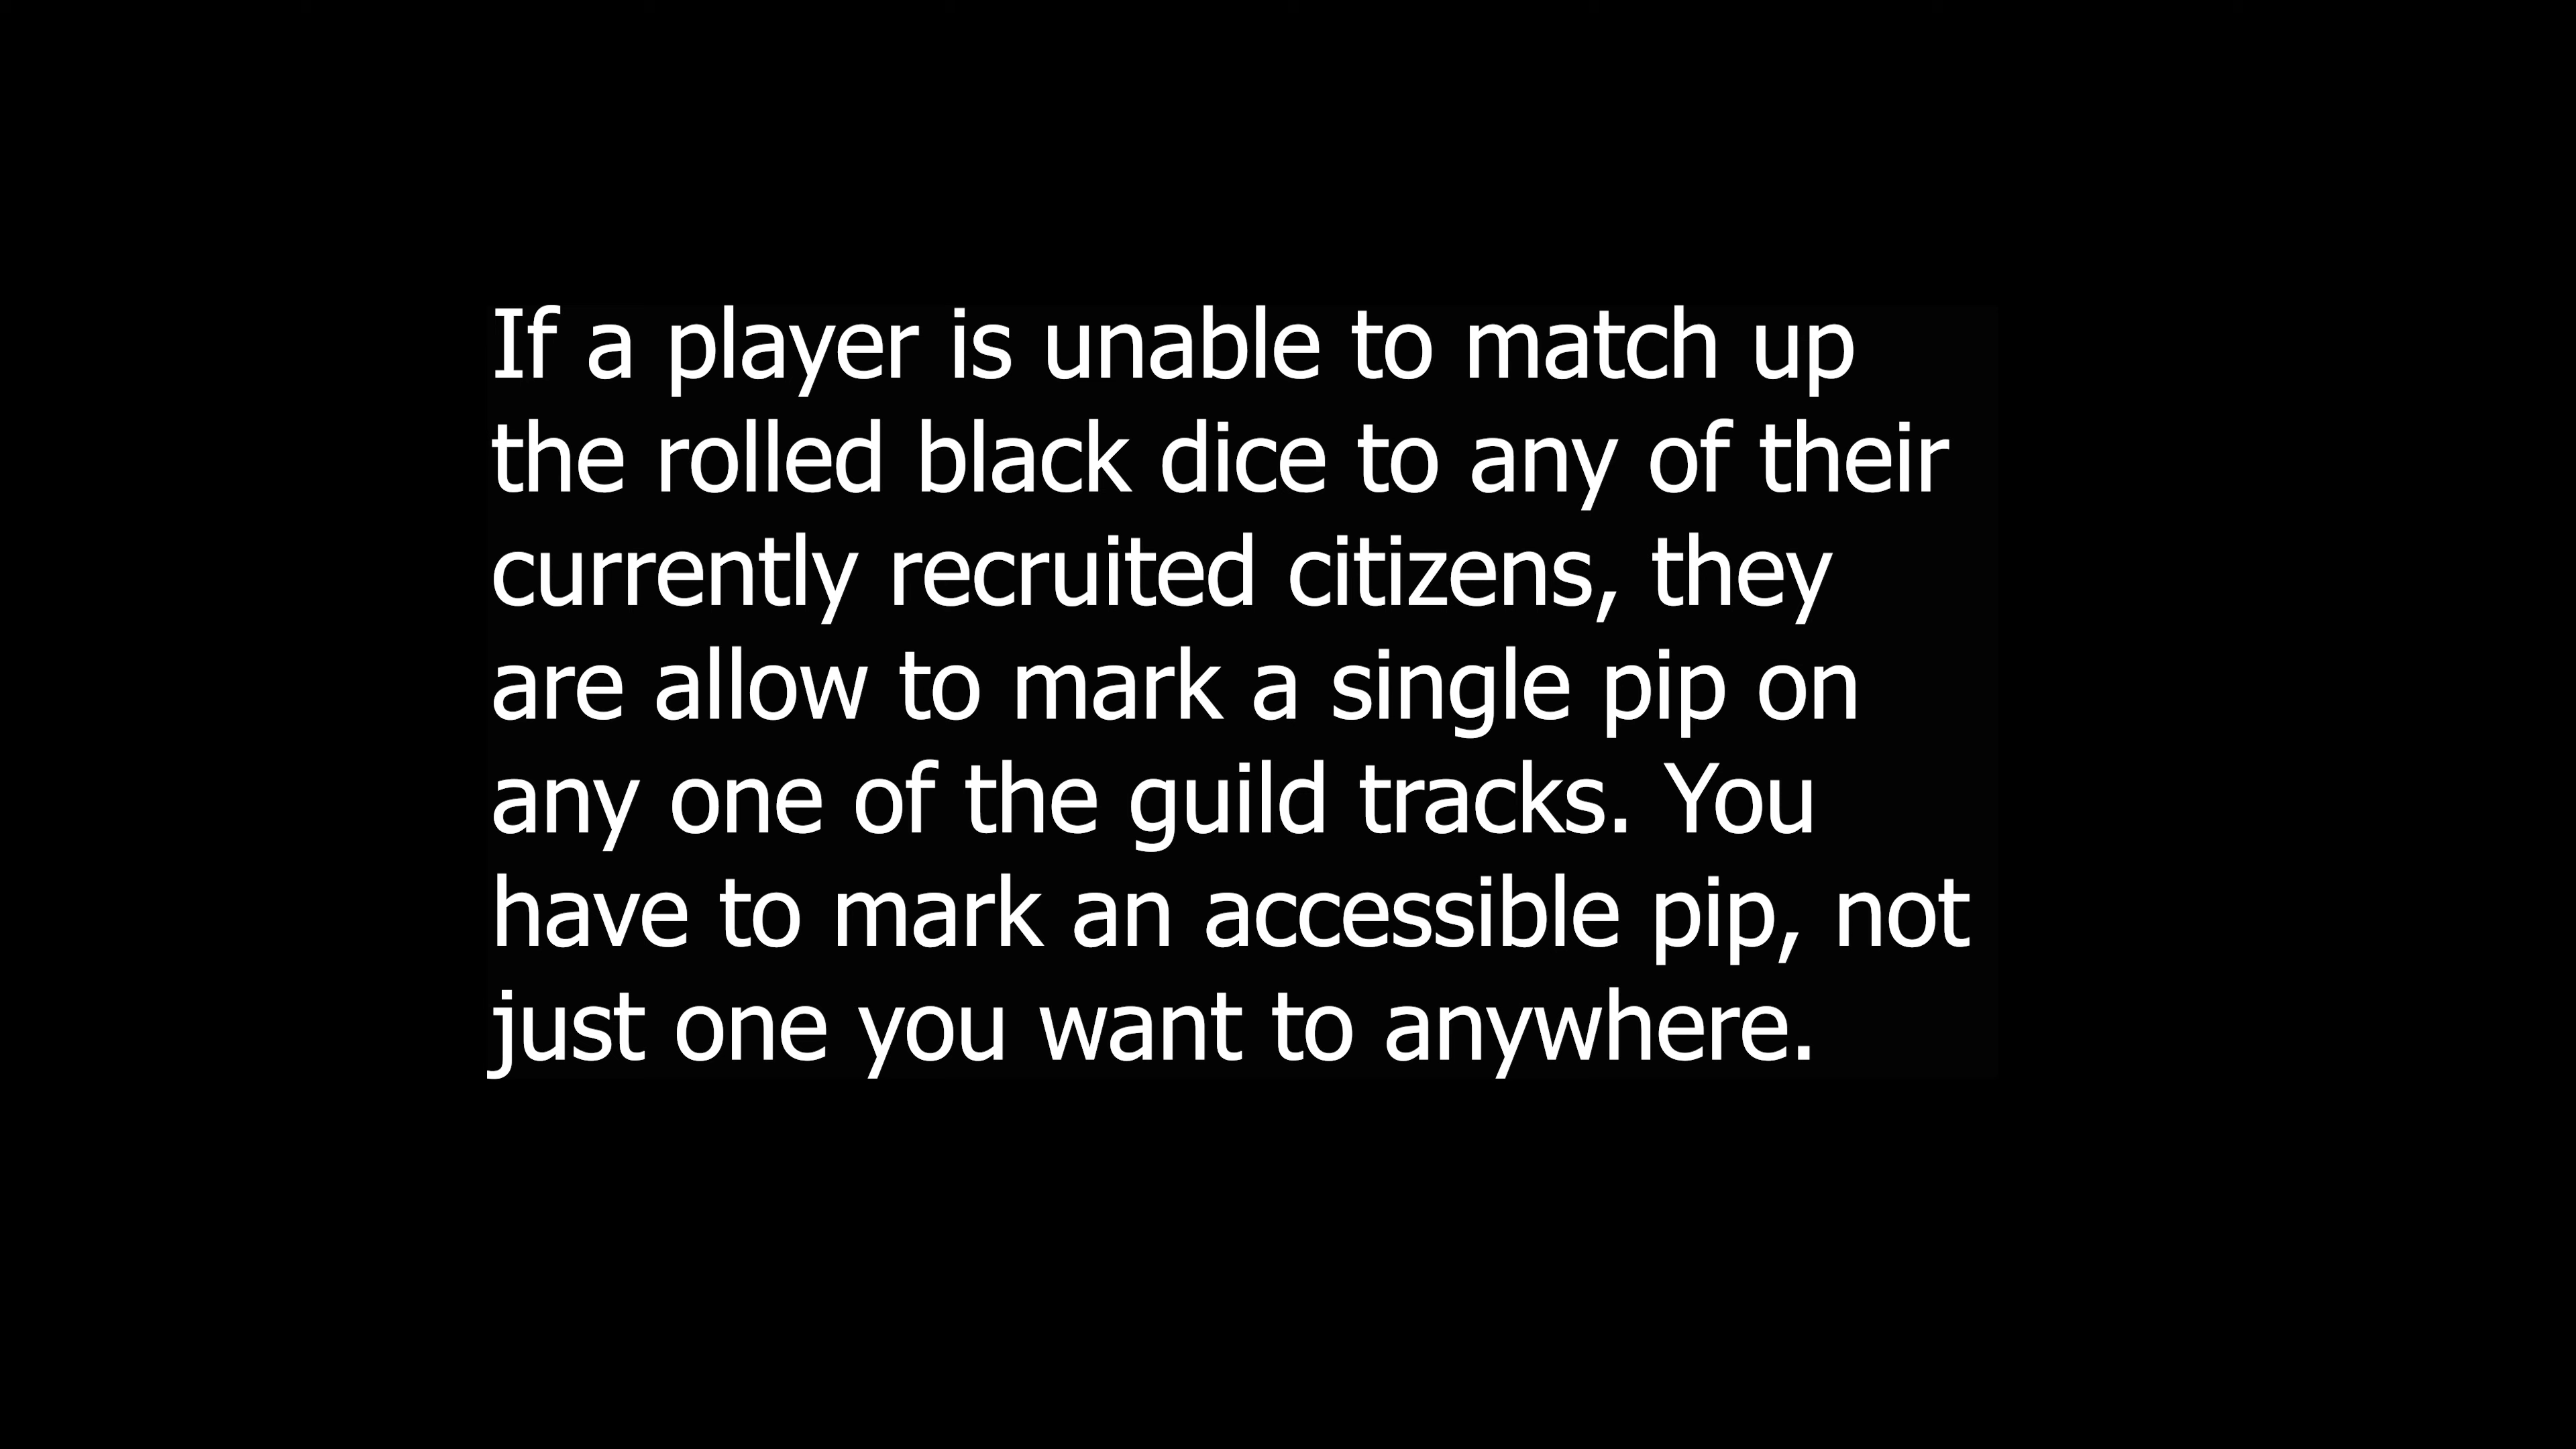 If a player is unable to match up
the rolled black dice to any of their
currently recruited citizens, they
are allow to mark a single pip on
any one of the guild tracks. You
have to mark an accessible pip, not
just one you want to anywhere.